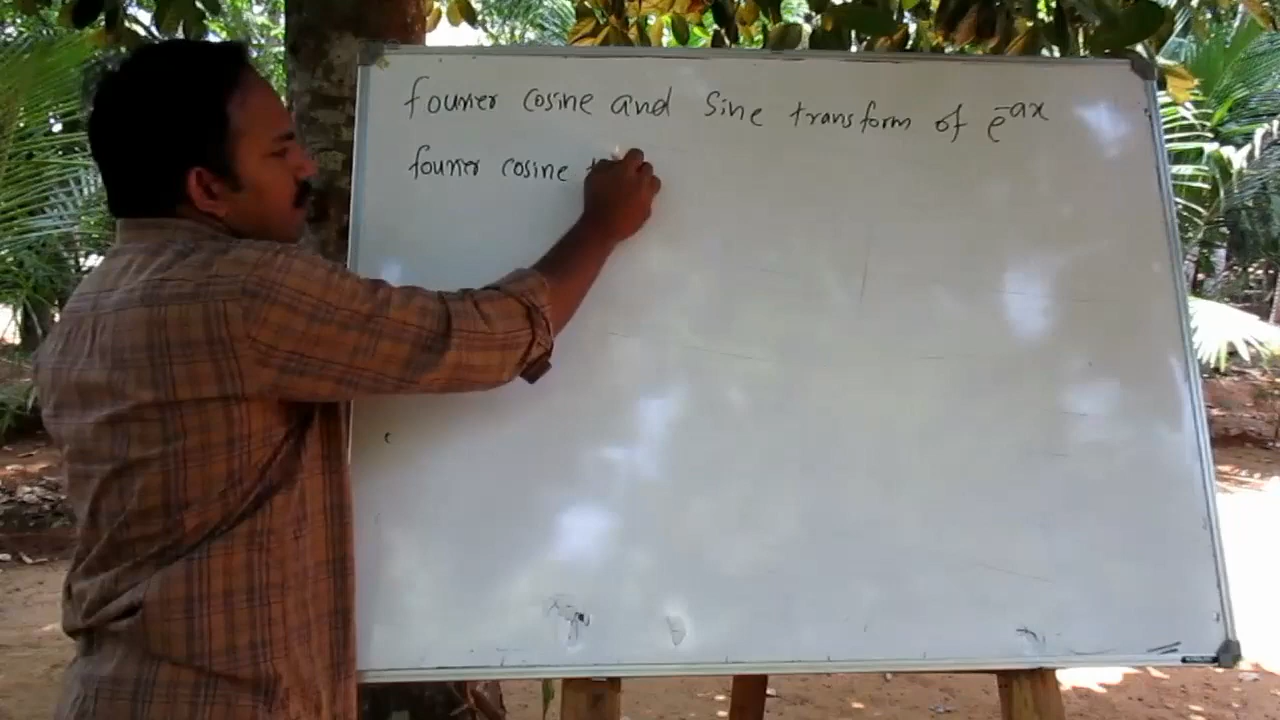 fourier cosine and sine transform of e^-ax
fourier cosine